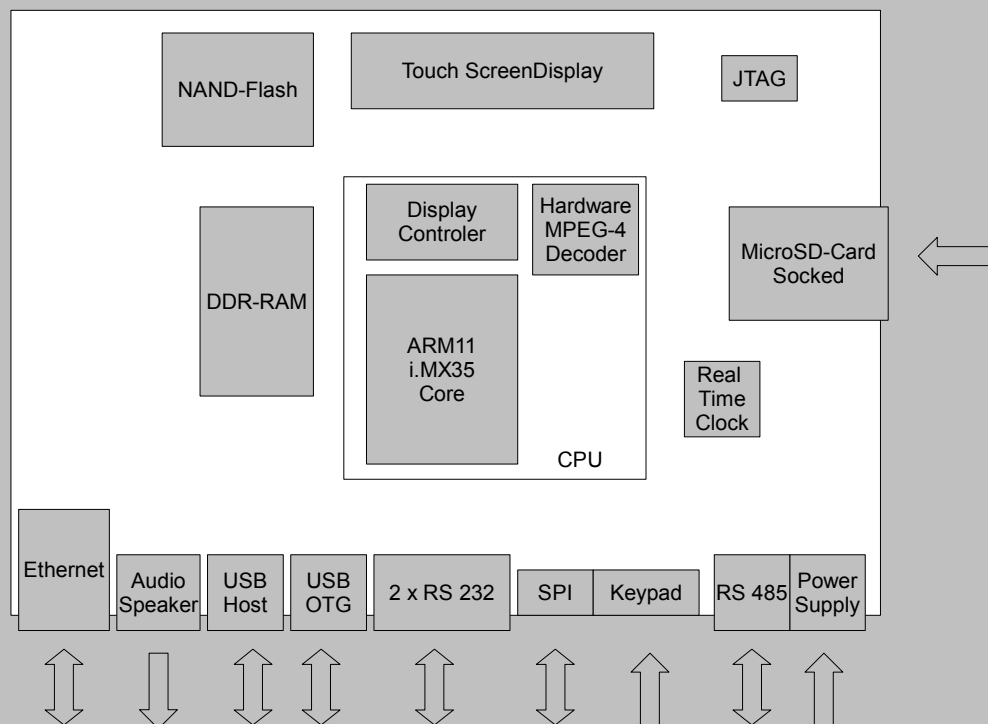 NAND-Flash
Touch ScreenDisplay
JTAG
Display
Controler
Hardware
MPEG-4
Decoder
MicroSD-Card
Socked
DDR-RAM
ARM11
i.MX35
Core
Real
Time
Clock
CPU
Ethernet
Audio
Speaker
USB
Host
USB
OTG
2 x RS 232
SPI
Keypad
RS 485
Power
Supply